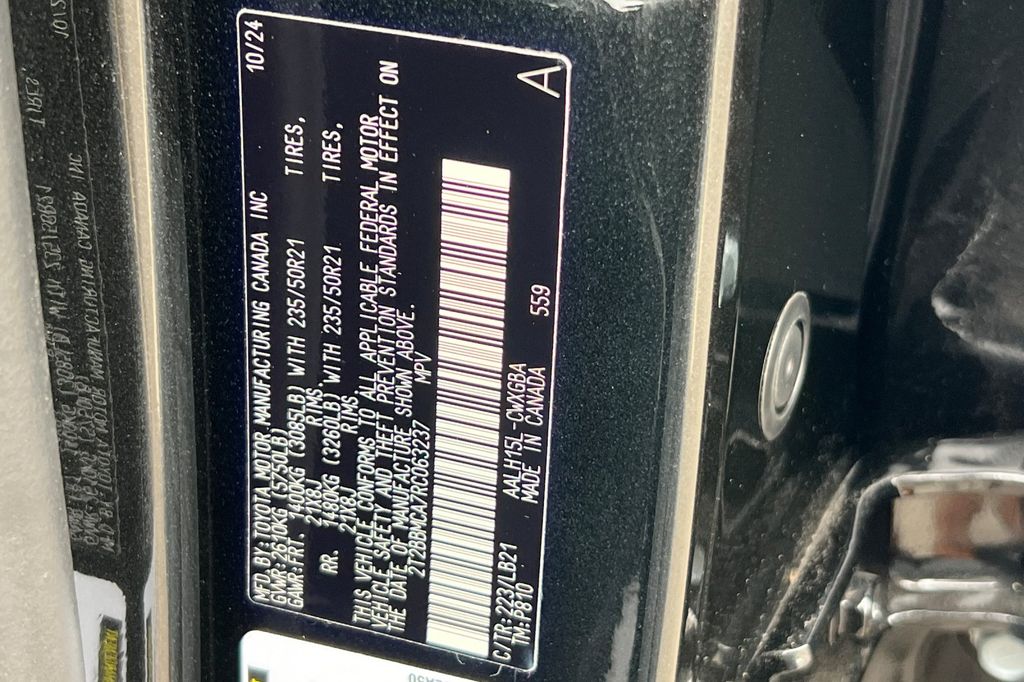 MFD BY:TOYOTA MOTOR MANUFACTURING CANADA INC 10/24
GVWR:2610KG (5750LB)
GAWR:FRT. 1400KG (3085LB) WITH 235/50R21 TIRES,
21X8J RIMS,
RR. 1480KG (3260LB) WITH 235/50R21 TIRES,
21X8J RIMS.
THIS VEHICLE CONFORMS TO ALL APPLICABLE FEDERAL MOTOR
VEHICLE SAFETY AND THEFT PREVENTION STANDARDS IN EFFECT ON
THE DATE OF MANUFACTURE SHOWN ABOVE.
2T2BBMCA7RC063237 MPV
C/TR:223/LB21 AALH15L-CWXGBA 559 A
TM:P810 MADE IN CANADA